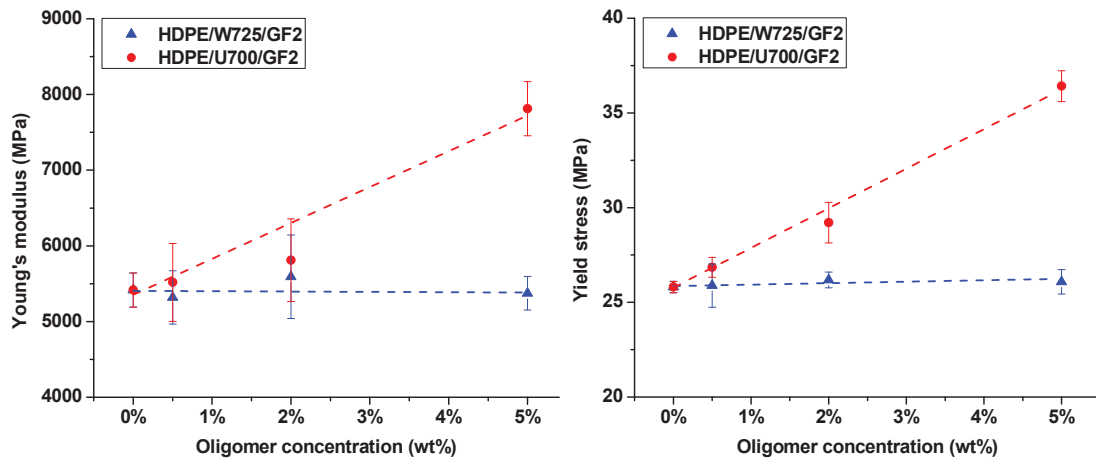 HDPE/W725/GF2
HDPE/U700/GF2
9000
8000
7000
6000
5000
4000
Young's modulus (MPa)
0% 1% 2% 3% 4% 5%
Oligomer concentration (wt%)
HDPE/W725/GF2
HDPE/U700/GF2
40
35
30
25
20
Yield stress (MPa)
0% 1% 2% 3% 4% 5%
Oligomer concentration (wt%)